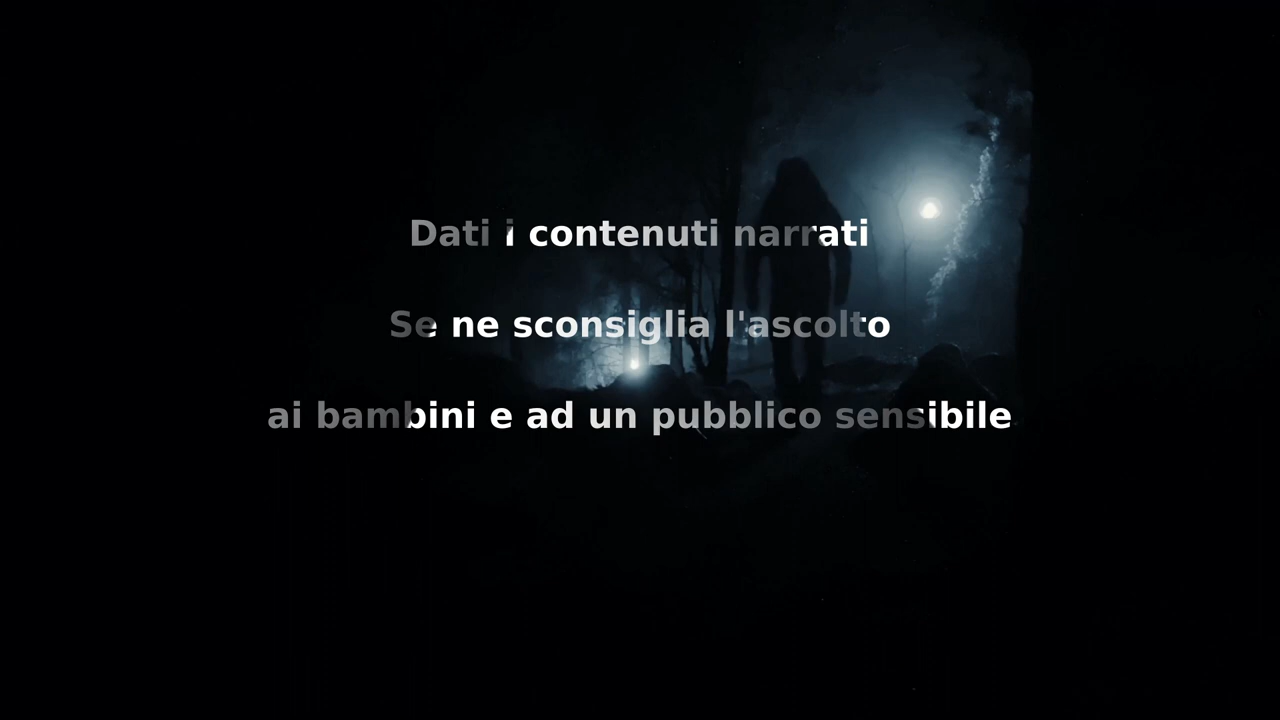 Dati i contenuti narrati
Se ne sconsiglia l'ascolto
ai bambini e ad un pubblico sensibile